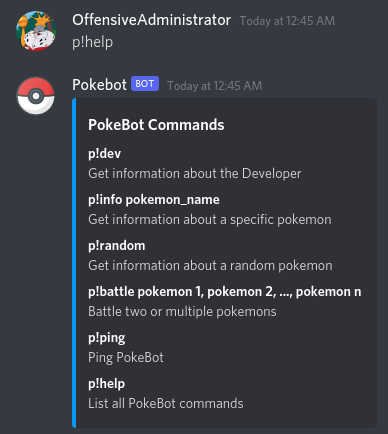 OffensiveAdministrator Today at 12:45 AM
p!help
Pokebot BOT Today at 12:45 AM
PokeBot Commands
p!dev
Get information about the Developer
p!info pokemon_name
Get information about a specific pokemon
p!random
Get information about a random pokemon
p!battle pokemon 1, pokemon 2, ..., pokemon n
Battle two or multiple pokemons
p!ping
Ping PokeBot
p!help
List all PokeBot commands